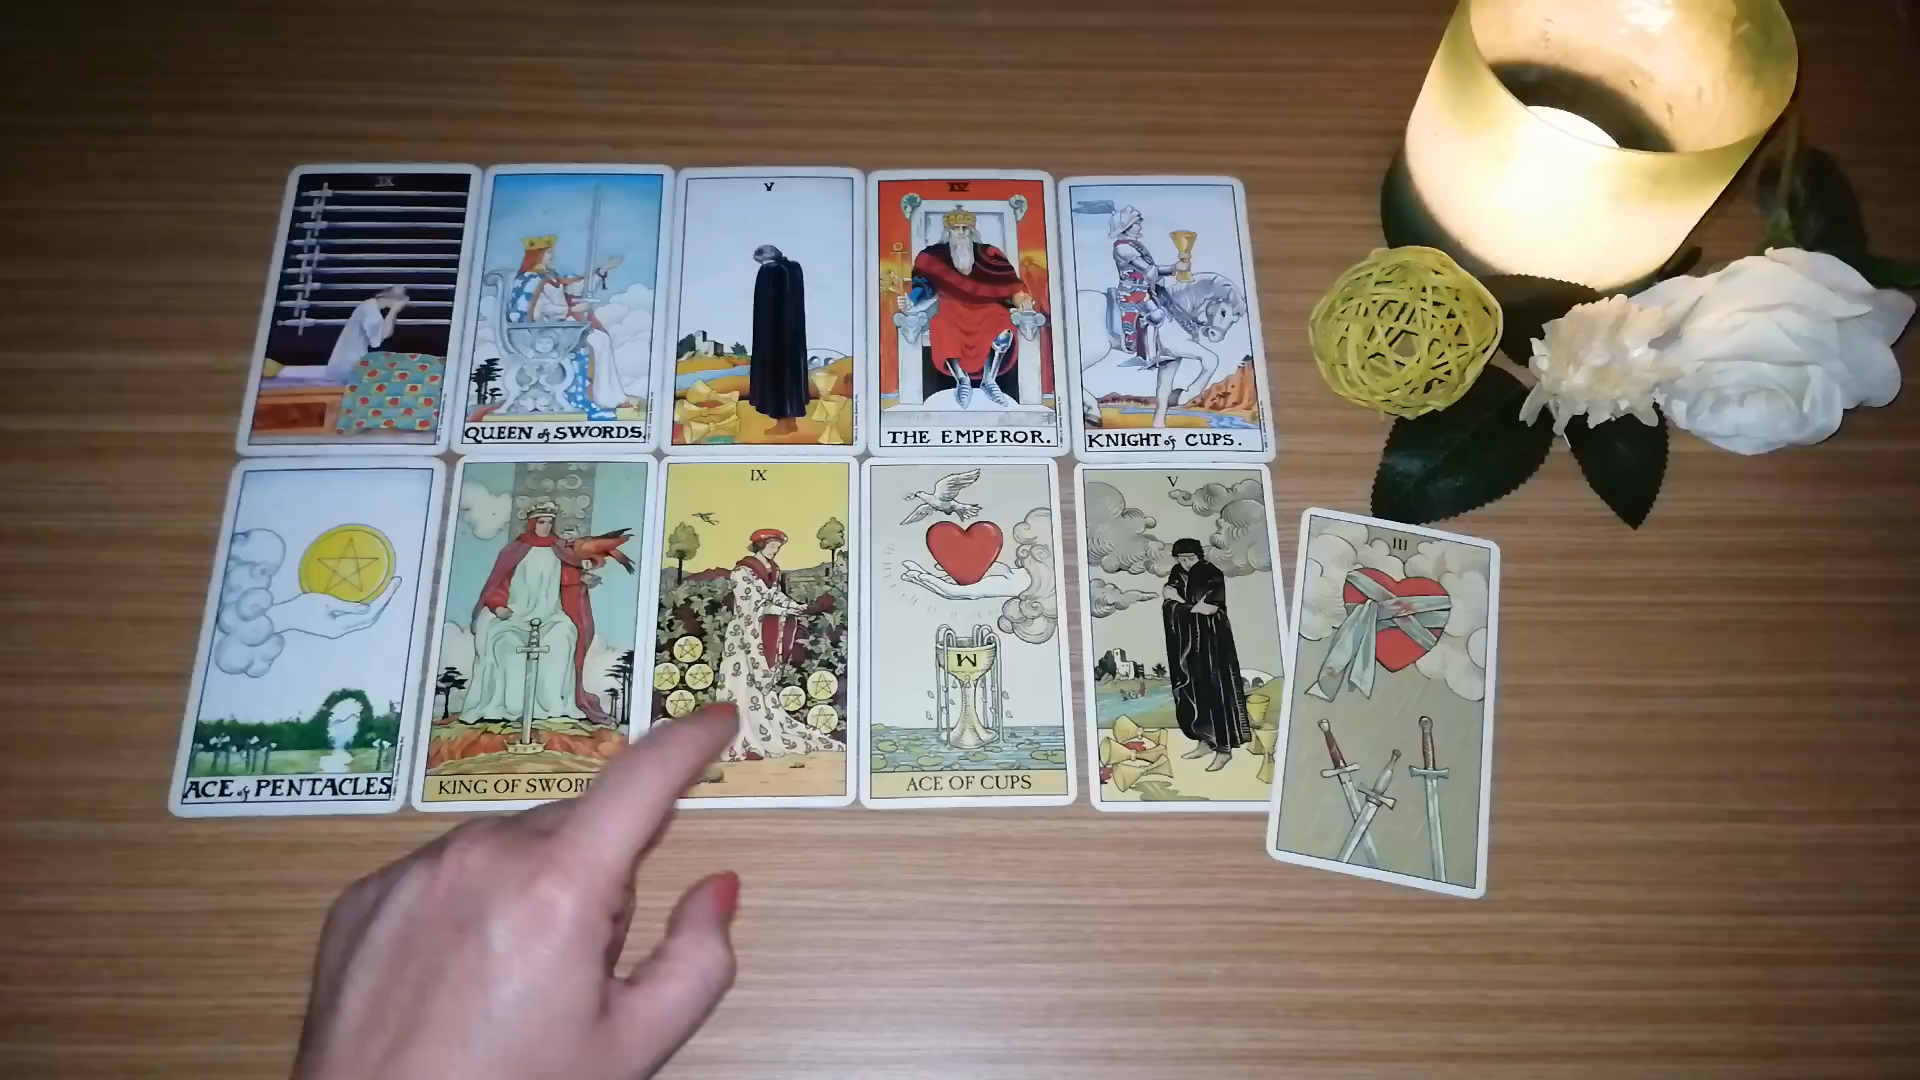 IX
QUEEN of SWORDS.
V
IV
THE EMPEROR.
KNIGHT of CUPS.
ACE of PENTACLES
KING OF SWOR
IX
M
ACE OF CUPS
V
III